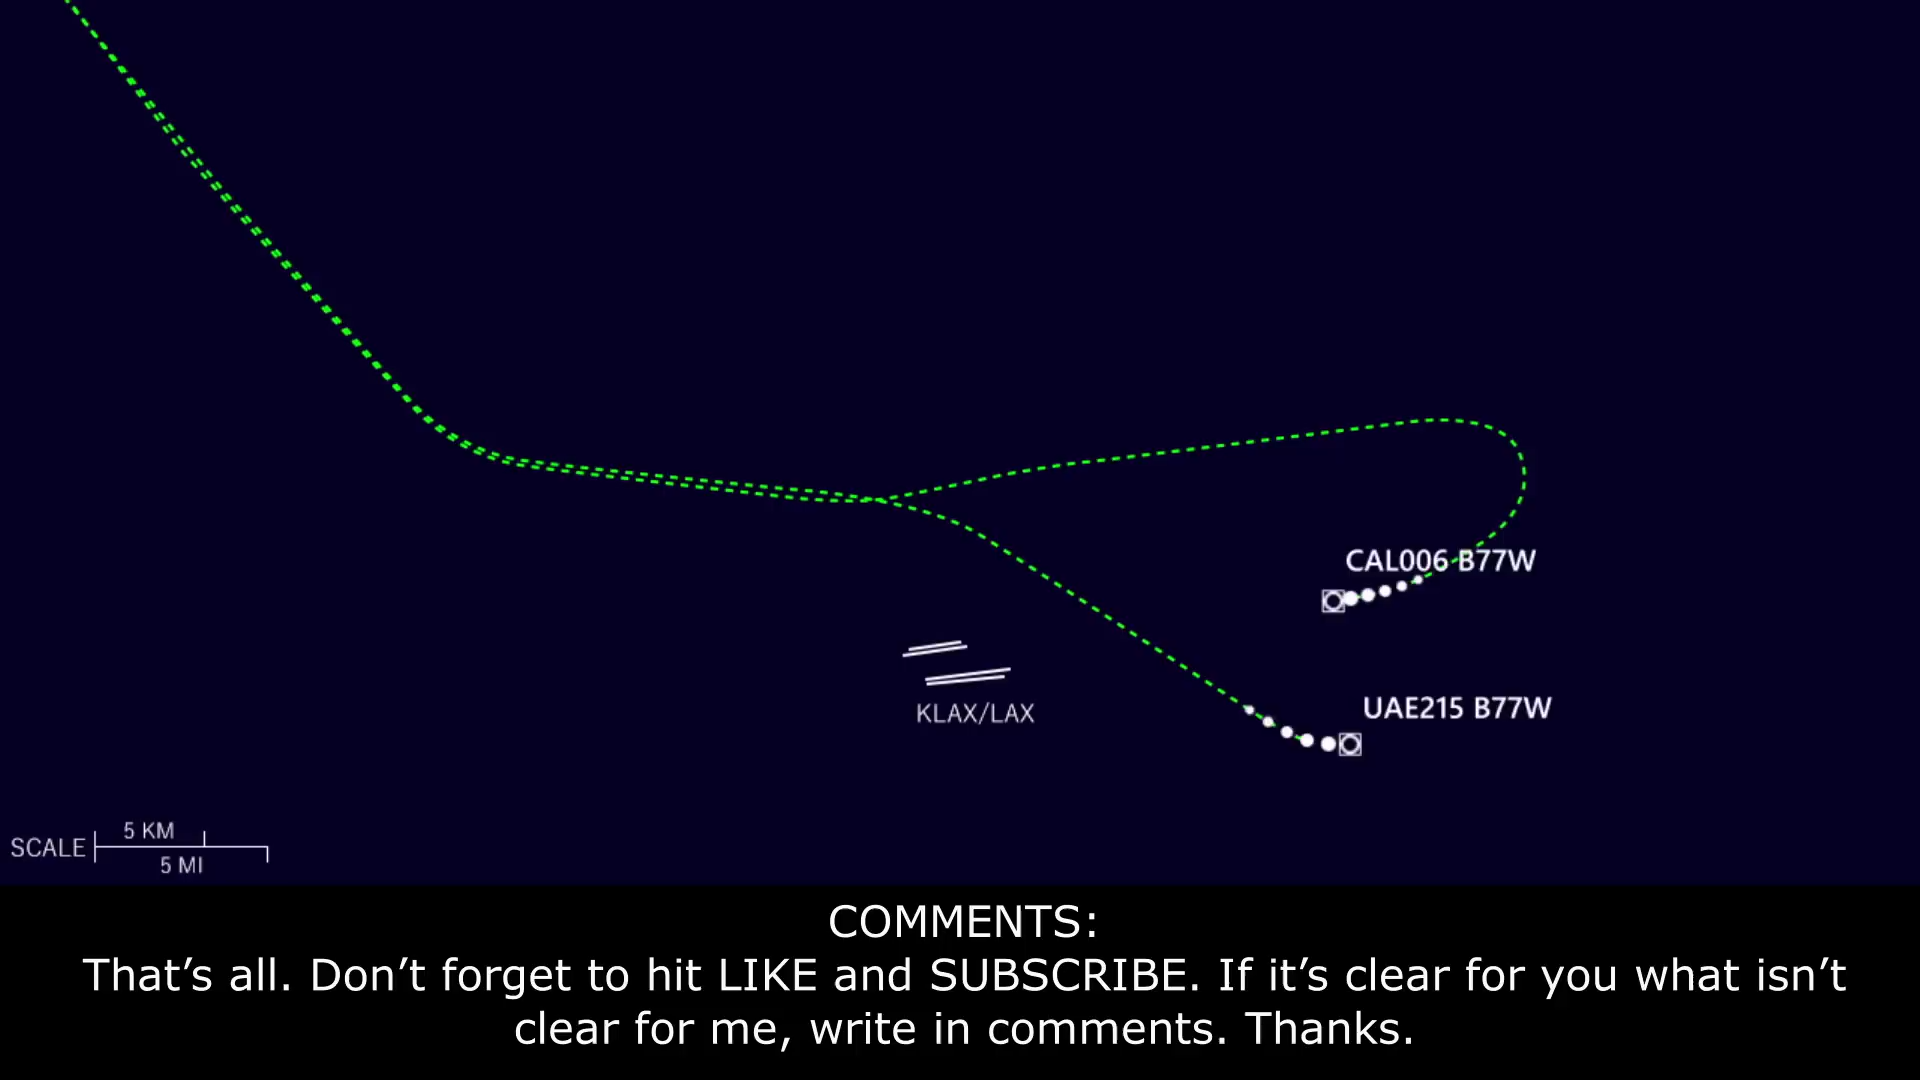 CAL006 B77W
UAE215 B77W
KLAX/LAX
5 KM
SCALE
5 MI
COMMENTS:
That’s all. Don’t forget to hit LIKE and SUBSCRIBE. If it’s clear for you what isn’t
clear for me, write in comments. Thanks.